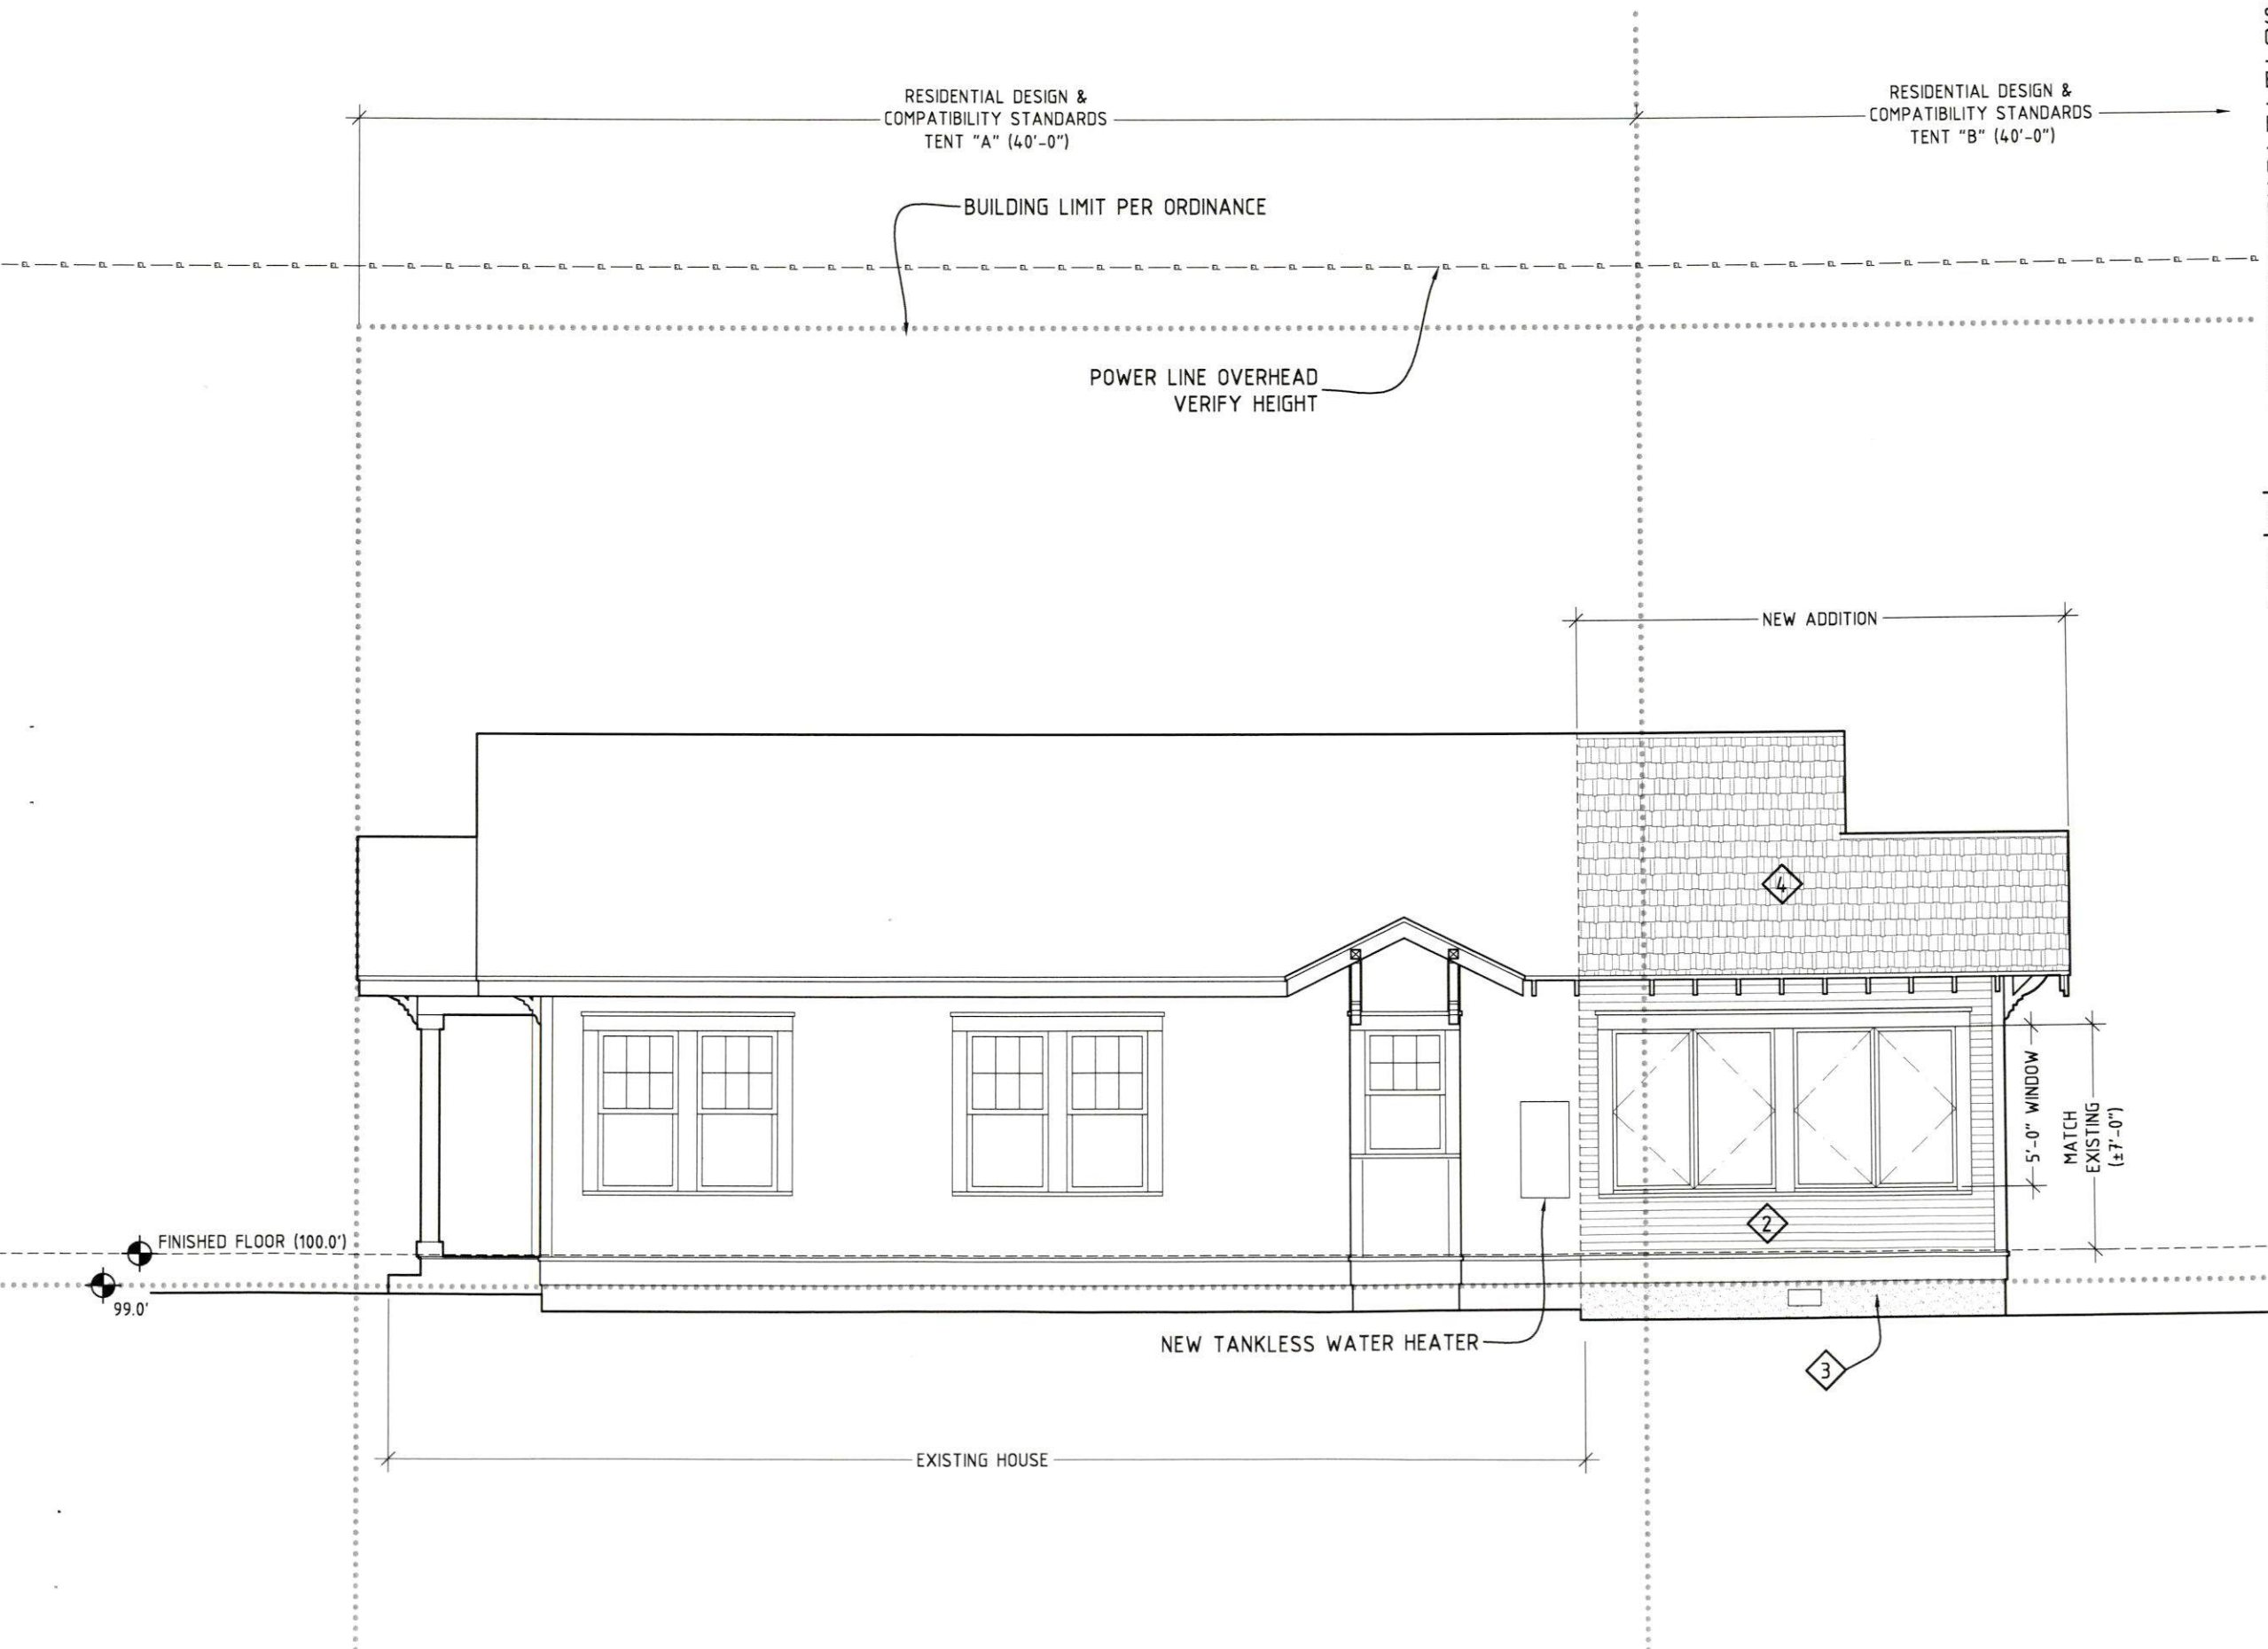 RESIDENTIAL DESIGN &
COMPATIBILITY STANDARDS
TENT "A" (40'-0")
RESIDENTIAL DESIGN &
COMPATIBILITY STANDARDS
TENT "B" (40'-0")
BUILDING LIMIT PER ORDINANCE
POWER LINE OVERHEAD
VERIFY HEIGHT
NEW ADDITION
4
5'-0" WINDOW
MATCH
EXISTING
(±7'-0")
2
FINISHED FLOOR (100.0')
99.0'
NEW TANKLESS WATER HEATER
3
EXISTING HOUSE